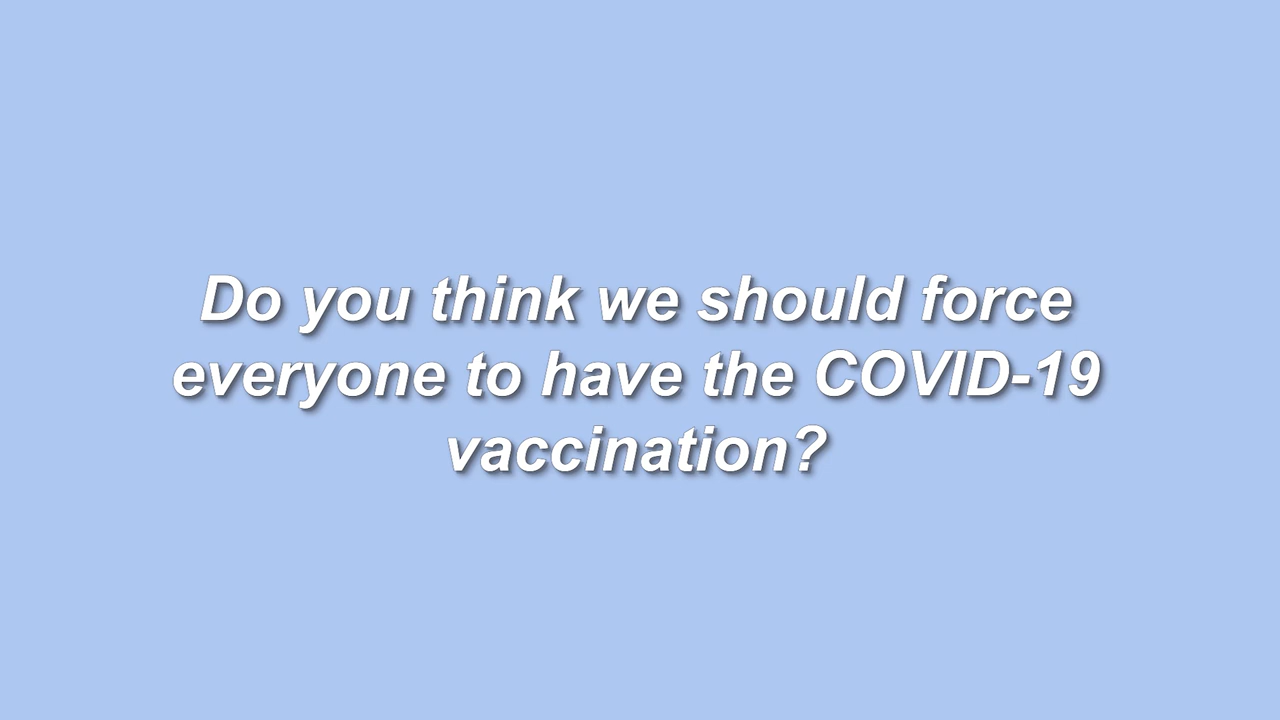 Do you think we should force
everyone to have the COVID-19
vaccination?